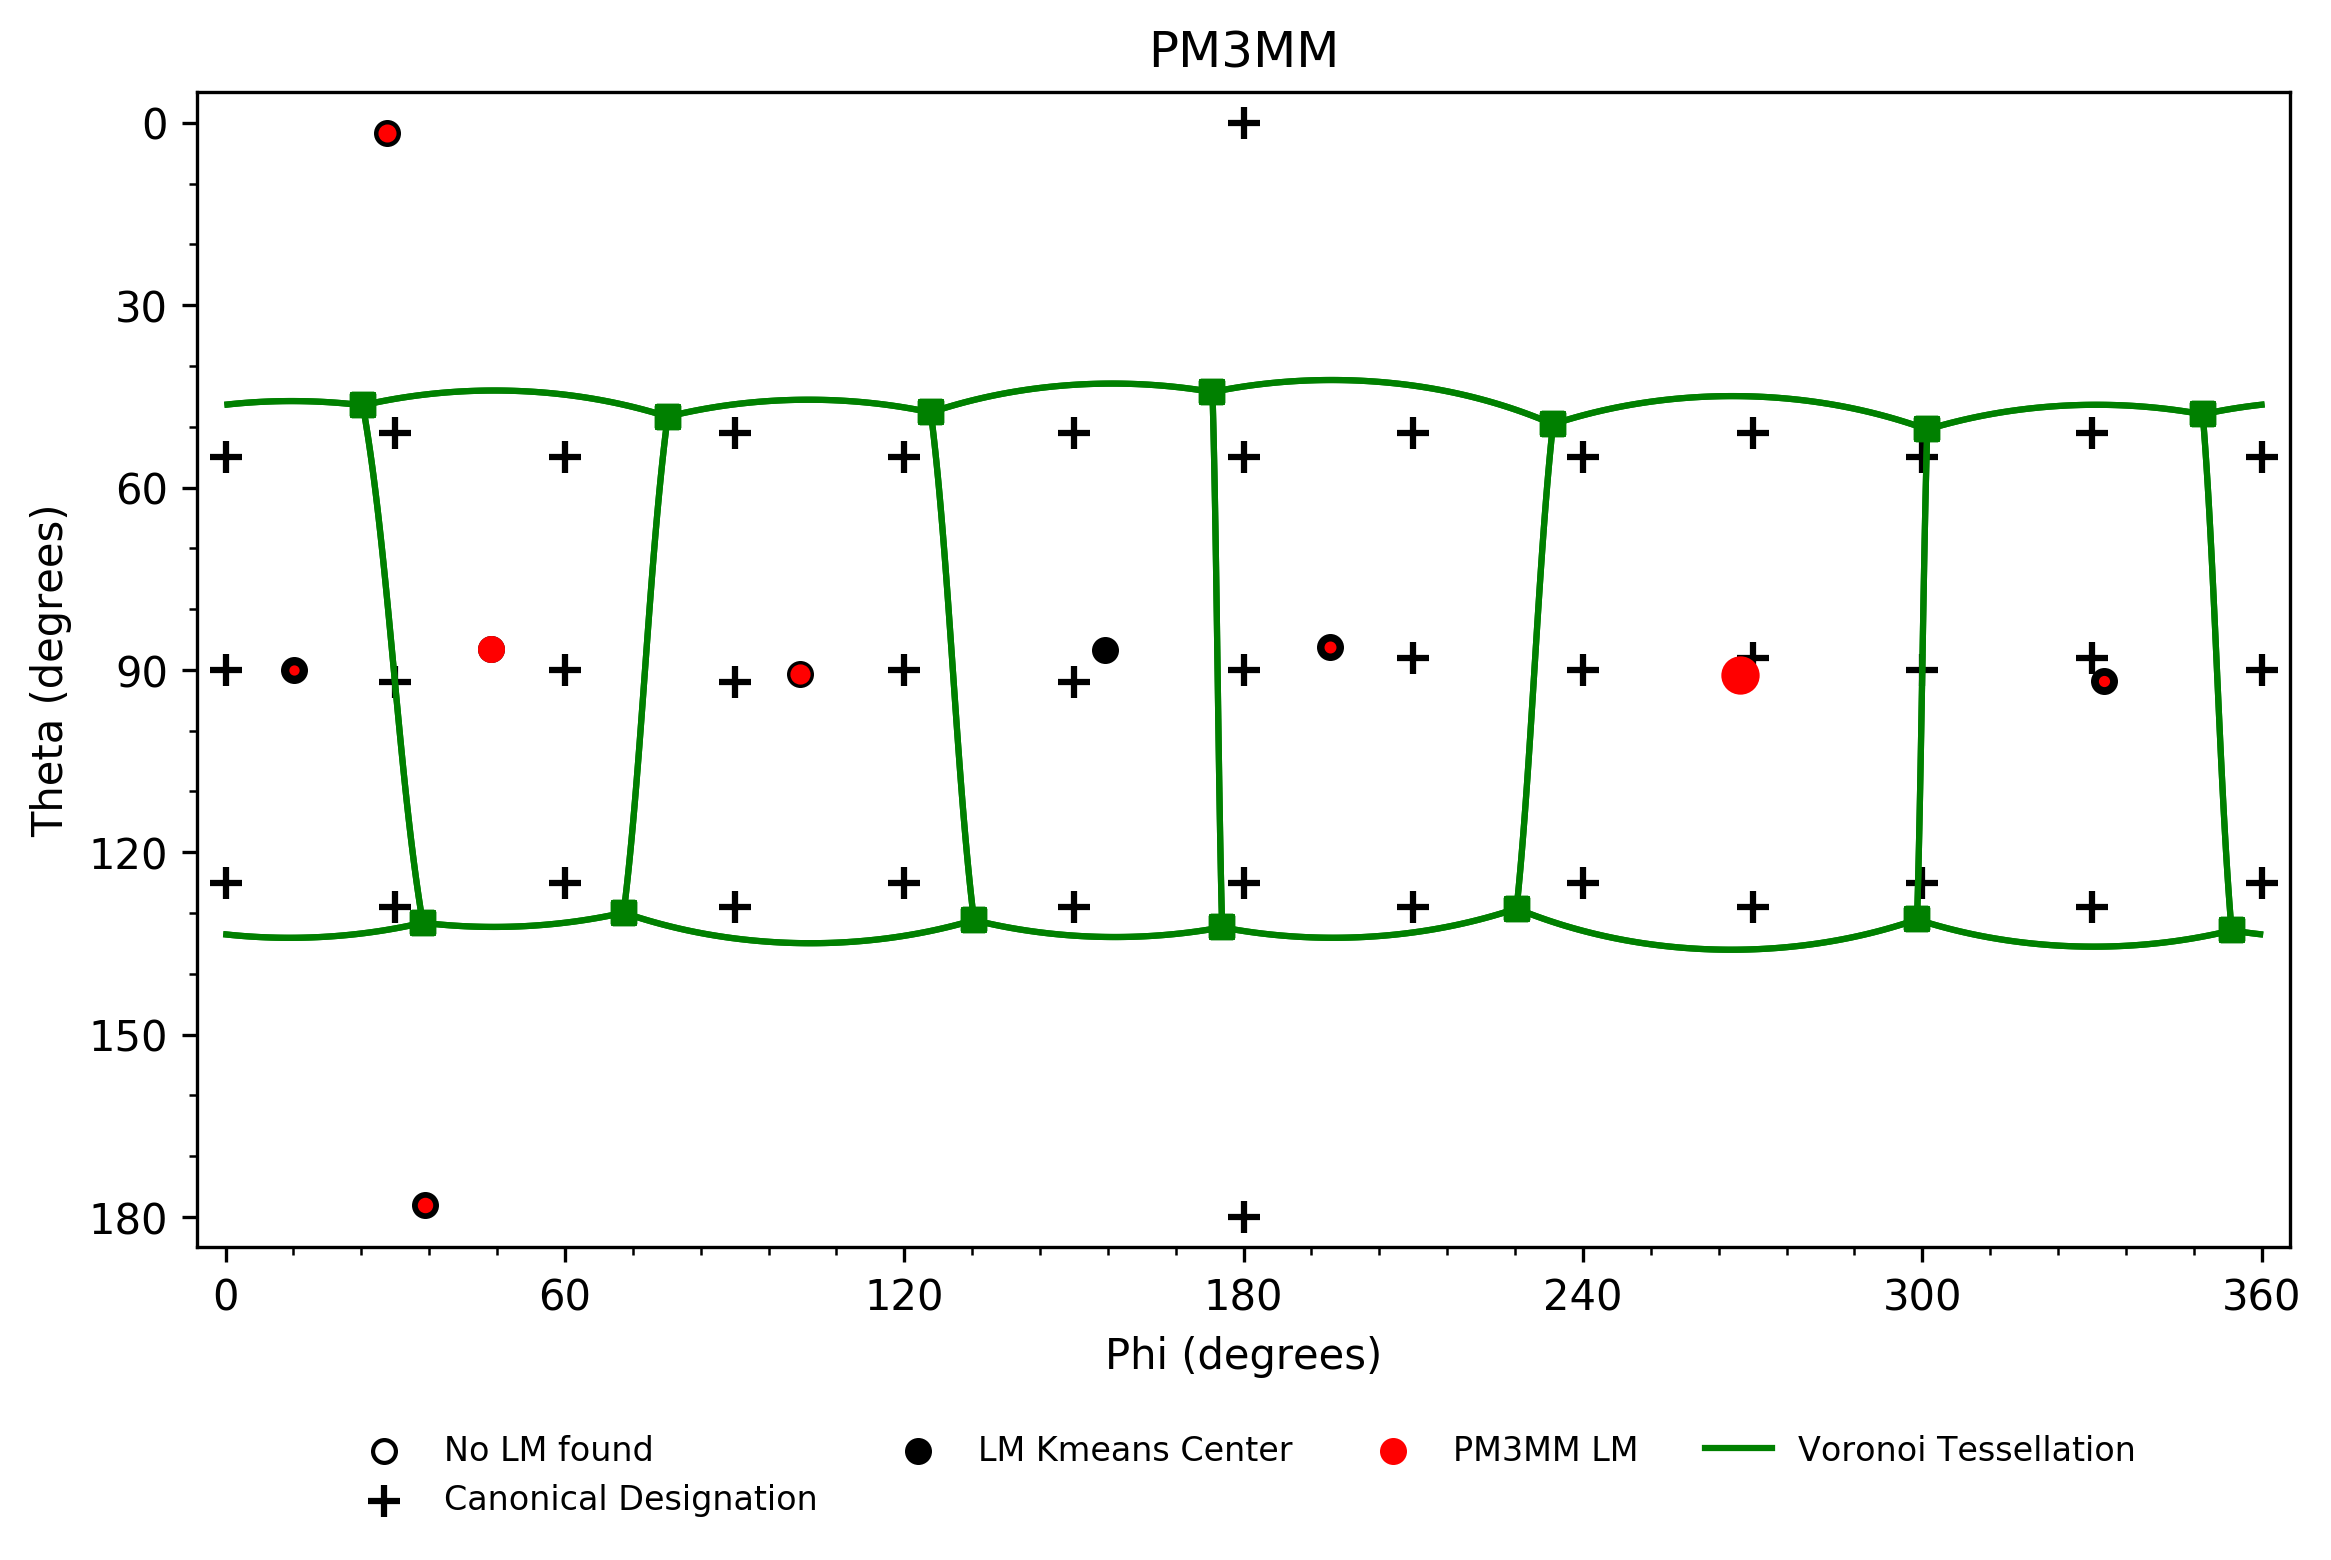 PM3MM
0
30
60
90
120
150
180
Theta (degrees)
0 60 120 180 240 300 360
Phi (degrees)
No LM found LM Kmeans Center PM3MM LM Voronoi Tessellation
Canonical Designation